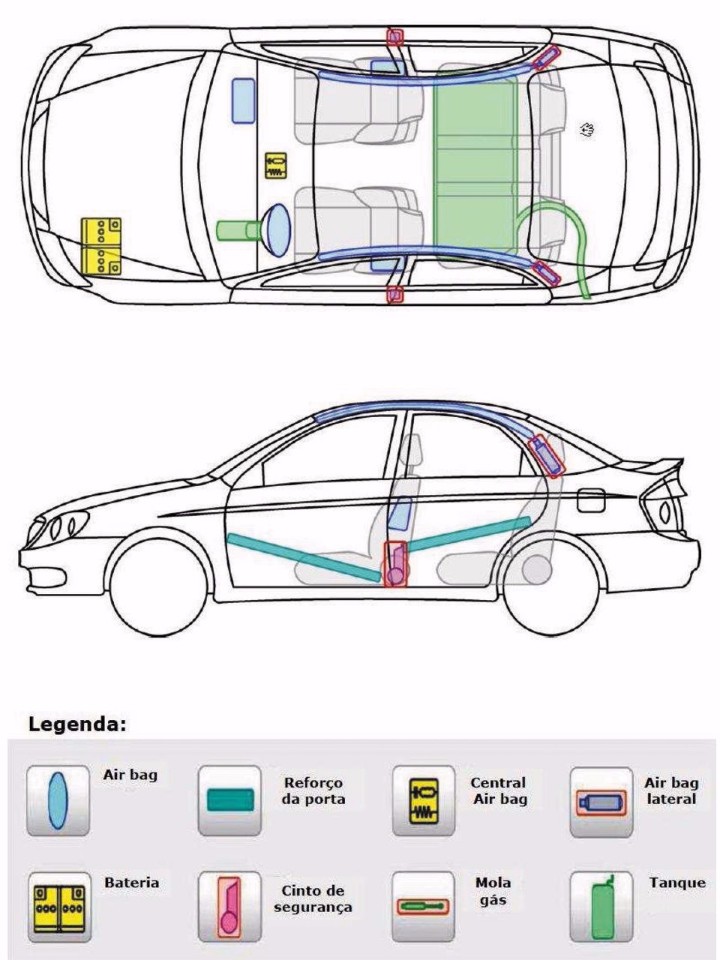 Legenda:
Air bag
Reforço
da porta
Central
Air bag
Air bag
lateral
Bateria
Cinto de
segurança
Mola
gás
Tanque